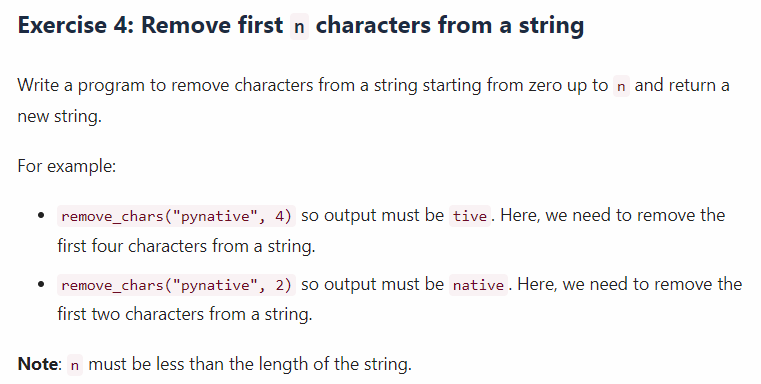 Exercise 4: Remove first n characters from a string
Write a program to remove characters from a string starting from zero up to n and return a
new string.
For example:
• remove_chars("pynative", 4) so output must be tive. Here, we need to remove the
first four characters from a string.
• remove_chars("pynative", 2) so output must be native. Here, we need to remove the
first two characters from a string.
Note: n must be less than the length of the string.